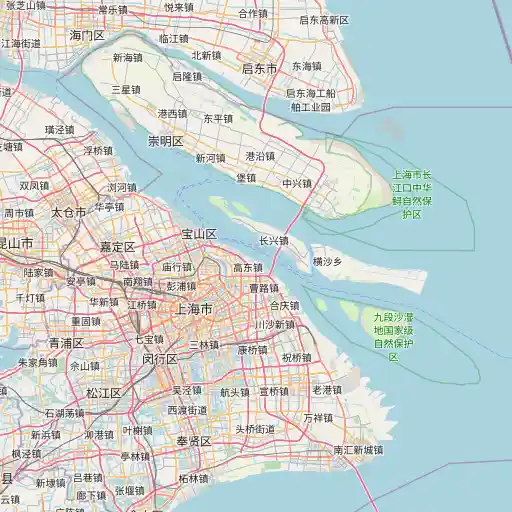 张芝山镇
常乐镇
悦来镇
合作镇
启东高新区
海门区
江海街道
临江镇
北新镇
新海镇
启隆镇
启东市
东海镇
三星镇
启东海工船
舶工业园
港西镇
东平镇
璜泾镇
崇明区
浮桥镇
新河镇
港沿镇
双凤镇
浏河镇
堡镇
中兴镇
上海市长
江口中华
鲟自然保
护区
周市镇
太仓市
华亭镇
昆山市
嘉定区
宝山区
长兴镇
陆家镇
马陆镇
庙行镇
高东镇
横沙乡
安亭镇
南翔镇
彭浦镇
曹路镇
千灯镇
华新镇
江桥镇
上海市
合庆镇
重固镇
川沙新镇
九段沙湿
地国家级
自然保护
区
青浦区
七宝镇
三林镇
康桥镇
祝桥镇
朱家角镇
佘山镇
闵行区
松江区
吴泾镇
航头镇
宣桥镇
老港镇
石湖荡镇
西渡街道
万祥镇
新浜镇
泖港镇
叶榭镇
奉贤区
头桥街道
枫泾镇
亭林镇
南汇新城镇
县
新埭镇
吕巷镇
柘林镇
廊下镇
张堰镇